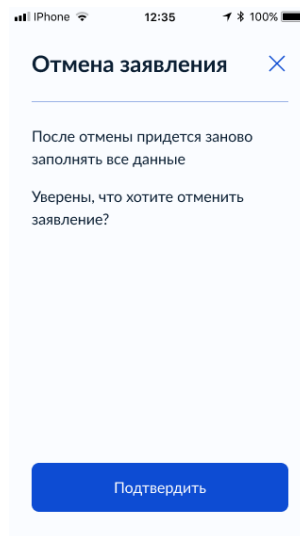 IPhone 12:35 100%
Отмена заявления
После отмены придется заново
заполнять все данные
Уверены, что хотите отменить
заявление?
Подтвердить